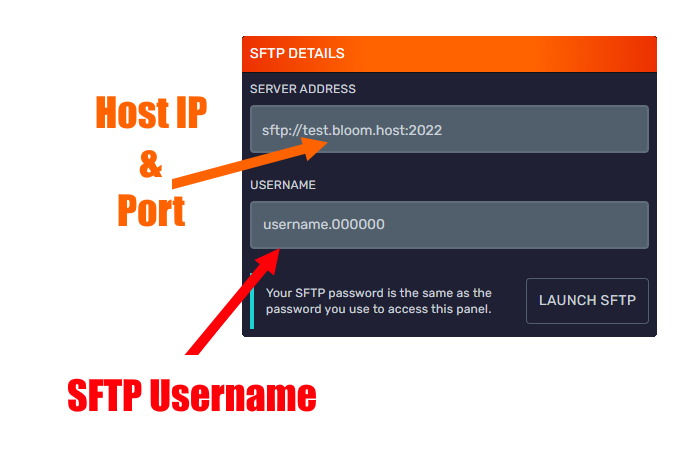 SFTP DETAILS
SERVER ADDRESS
Host IP
&
Port
sftp://test.bloom.host:2022
USERNAME
username.000000
Your SFTP password is the same as the
password you use to access this panel.
LAUNCH SFTP
SFTP Username